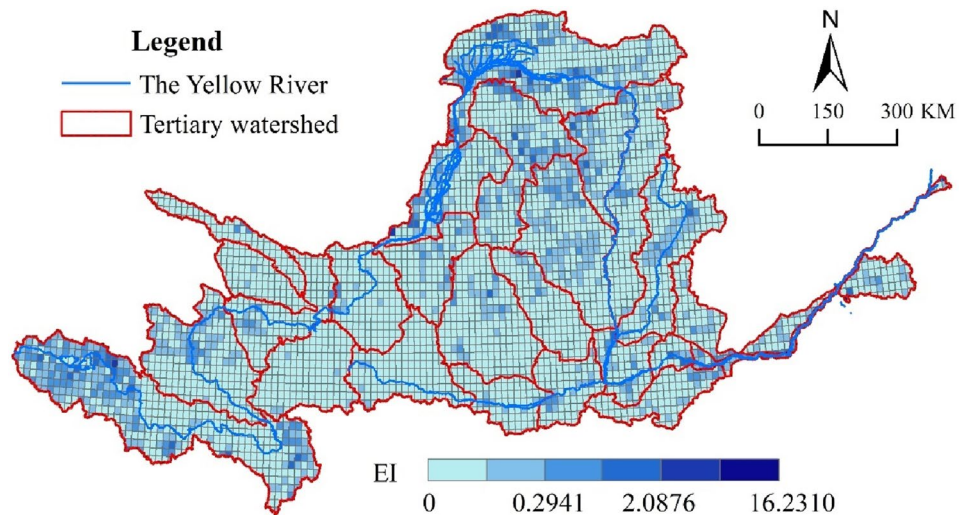 Legend
The Yellow River
Tertiary watershed
N
0 150 300 KM
EI
0 0.2941 2.0876 16.2310